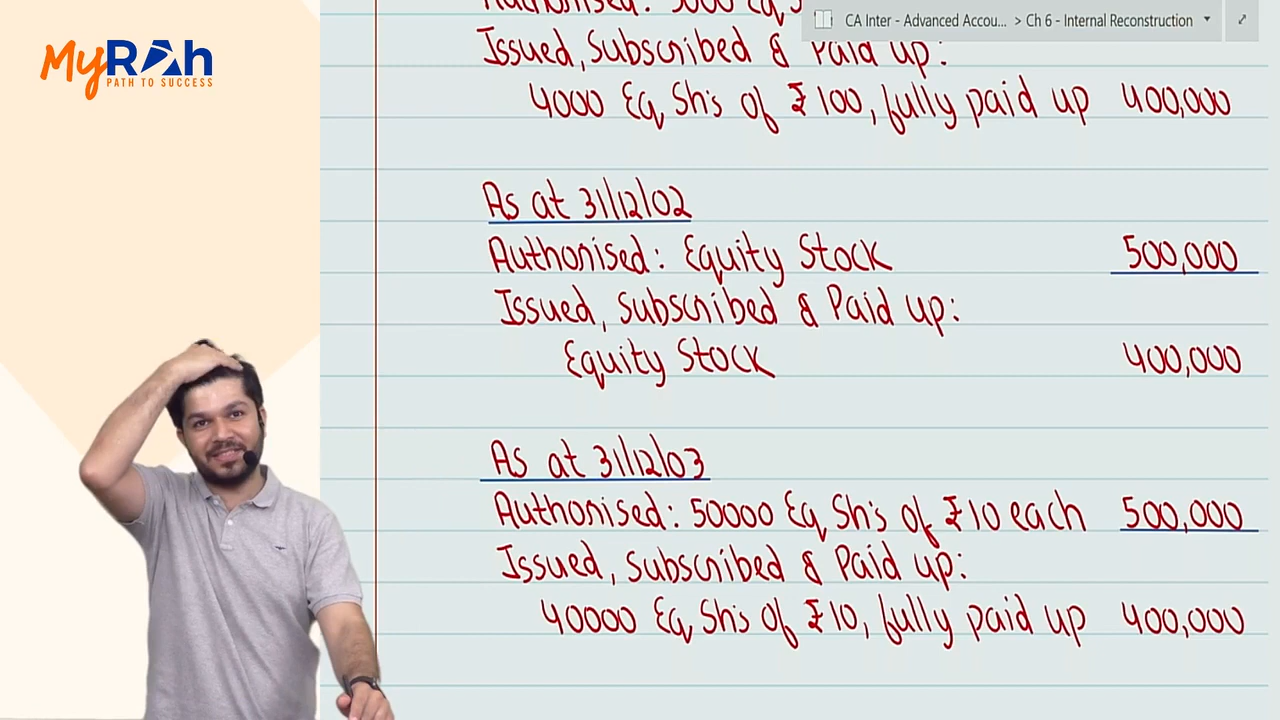 MyRAh
PATH TO SUCCESS
CA Inter - Advanced Accou... > Ch 6 - Internal Reconstruction
Authorised: 5000 Eq S
Issued, Subscribed & Paid up:
4000 Eq Sh's of ₹100, fully paid up 400,000
As at 31/12/02
Authorised: Equity Stock 500,000
Issued, Subscribed & Paid up:
Equity Stock 400,000
As at 31/12/03
Authorised: 50000 Eq Sh's of ₹10 each 500,000
Issued, Subscribed & Paid up:
40000 Eq Sh's of ₹10, fully paid up 400,000